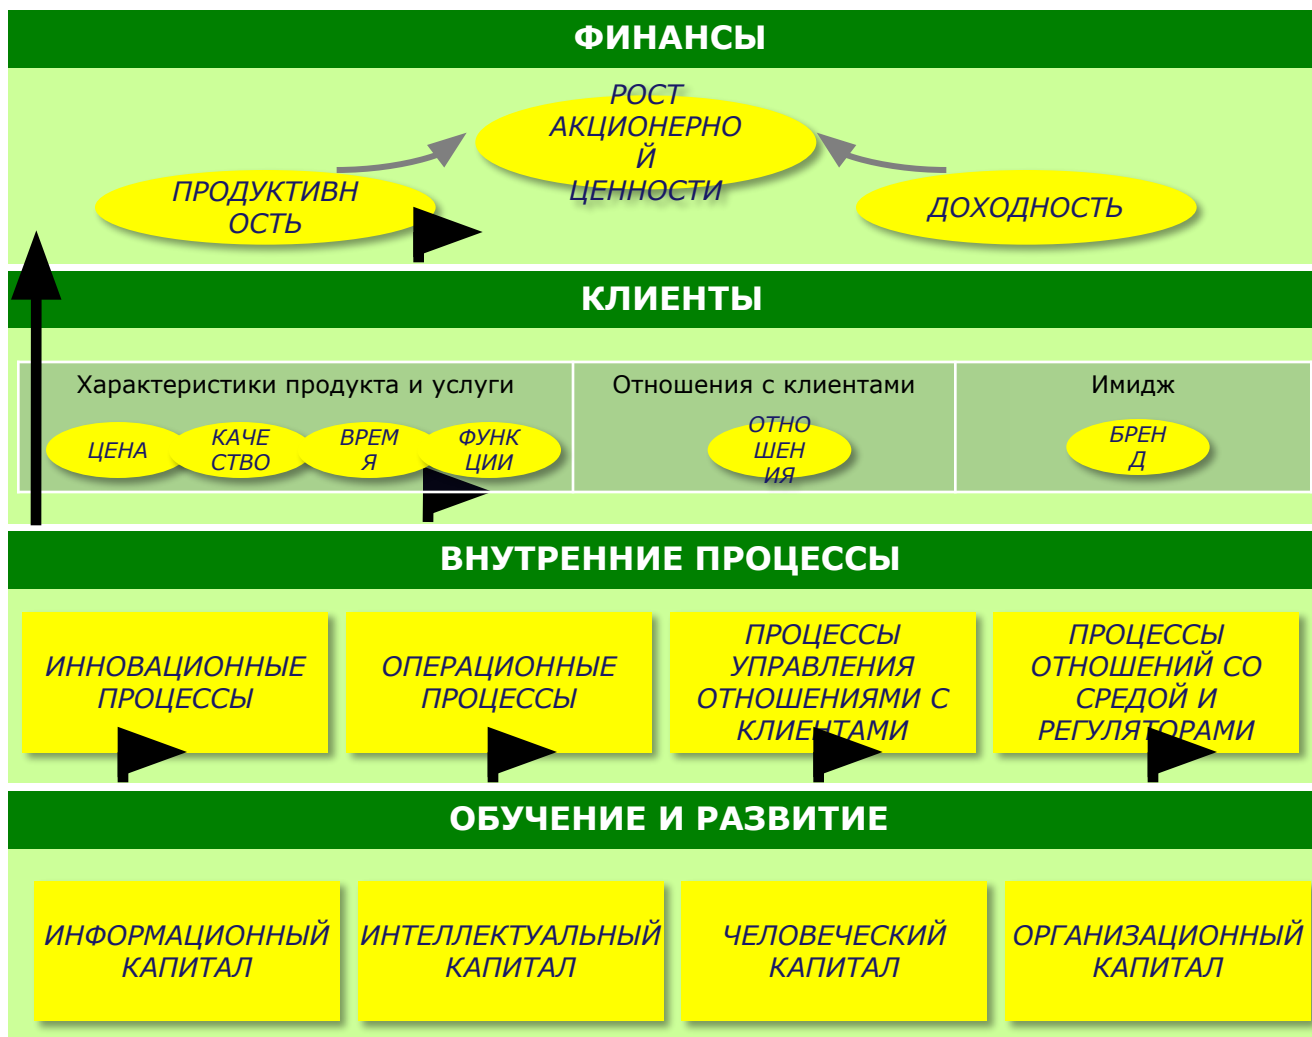 ФИНАНСЫ
РОСТ
АКЦИОНЕРНО
Й
ЦЕННОСТИ
ПРОДУКТИВН
ОСТЬ
ДОХОДНОСТЬ
КЛИЕНТЫ
Характеристики продукта и услуги
Отношения с клиентами
Имидж
ЦЕНА
КАЧЕ
СТВО
ВРЕМ
Я
ФУНК
ЦИИ
ОТНО
ШЕН
ИЯ
БРЕН
Д
ВНУТРЕННИЕ ПРОЦЕССЫ
ИННОВАЦИОННЫЕ
ПРОЦЕССЫ
ОПЕРАЦИОННЫЕ
ПРОЦЕССЫ
ПРОЦЕССЫ
УПРАВЛЕНИЯ
ОТНОШЕНИЯМИ С
КЛИЕНТАМИ
ПРОЦЕССЫ
ОТНОШЕНИЙ СО
СРЕДОЙ И
РЕГУЛЯТОРАМИ
ОБУЧЕНИЕ И РАЗВИТИЕ
ИНФОРМАЦИОННЫЙ
КАПИТАЛ
ИНТЕЛЛЕКТУАЛЬНЫЙ
КАПИТАЛ
ЧЕЛОВЕЧЕСКИЙ
КАПИТАЛ
ОРГАНИЗАЦИОННЫЙ
КАПИТАЛ